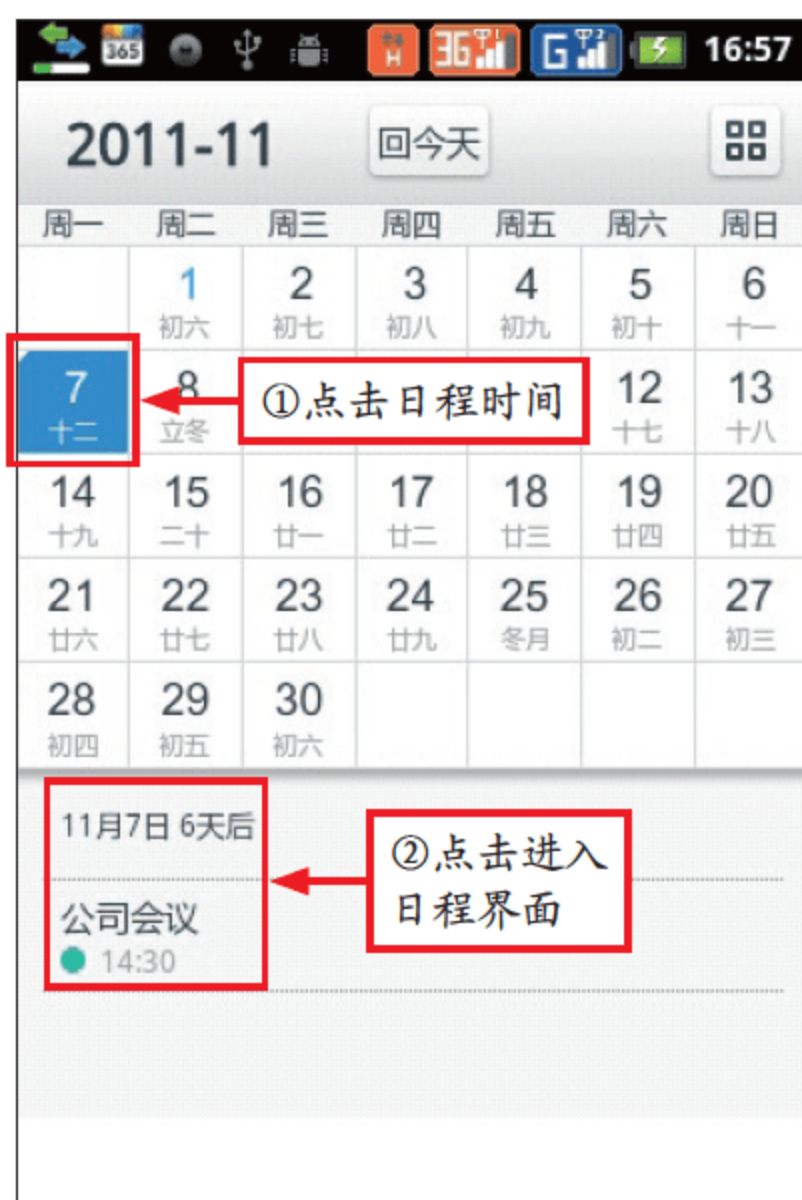 365 H 3G 1 G 2 16:57
2011-11 回今天
周一 周二 周三 周四 周五 周六 周日
1 2 3 4 5 6
初六 初七 初八 初九 初十 十一
7 8 ①点击日程时间 12 13
十二 立冬 十七 十八
14 15 16 17 18 19 20
十九 二十 廿一 廿二 廿三 廿四 廿五
21 22 23 24 25 26 27
廿六 廿七 廿八 廿九 冬月 初二 初三
28 29 30
初四 初五 初六
11月7日 6天后
②点击进入
日程界面
公司会议
14:30